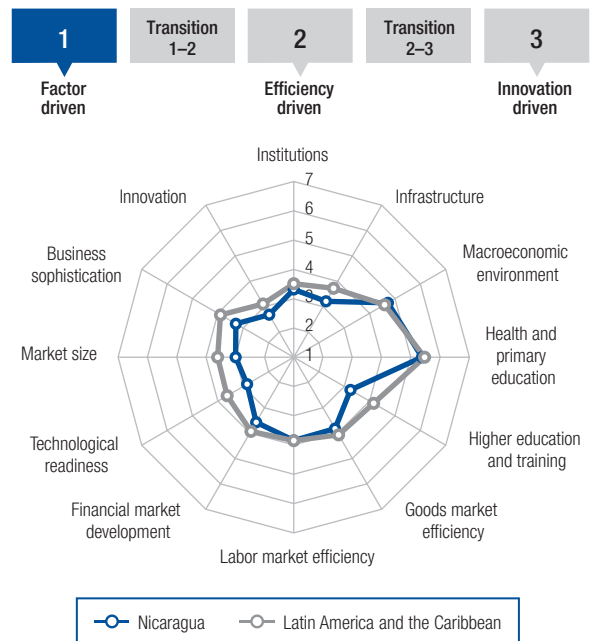 1
Transition
1–2
2
Transition
2–3
3
Factor
driven
Efficiency
driven
Innovation
driven
Institutions
Infrastructure
Macroeconomic
environment
Health and
primary
education
Higher education
and training
Goods market
efficiency
Labor market efficiency
Financial market
development
Technological
readiness
Market size
Business
sophistication
Innovation
7
6
5
4
3
2
1
Nicaragua
Latin America and the Caribbean